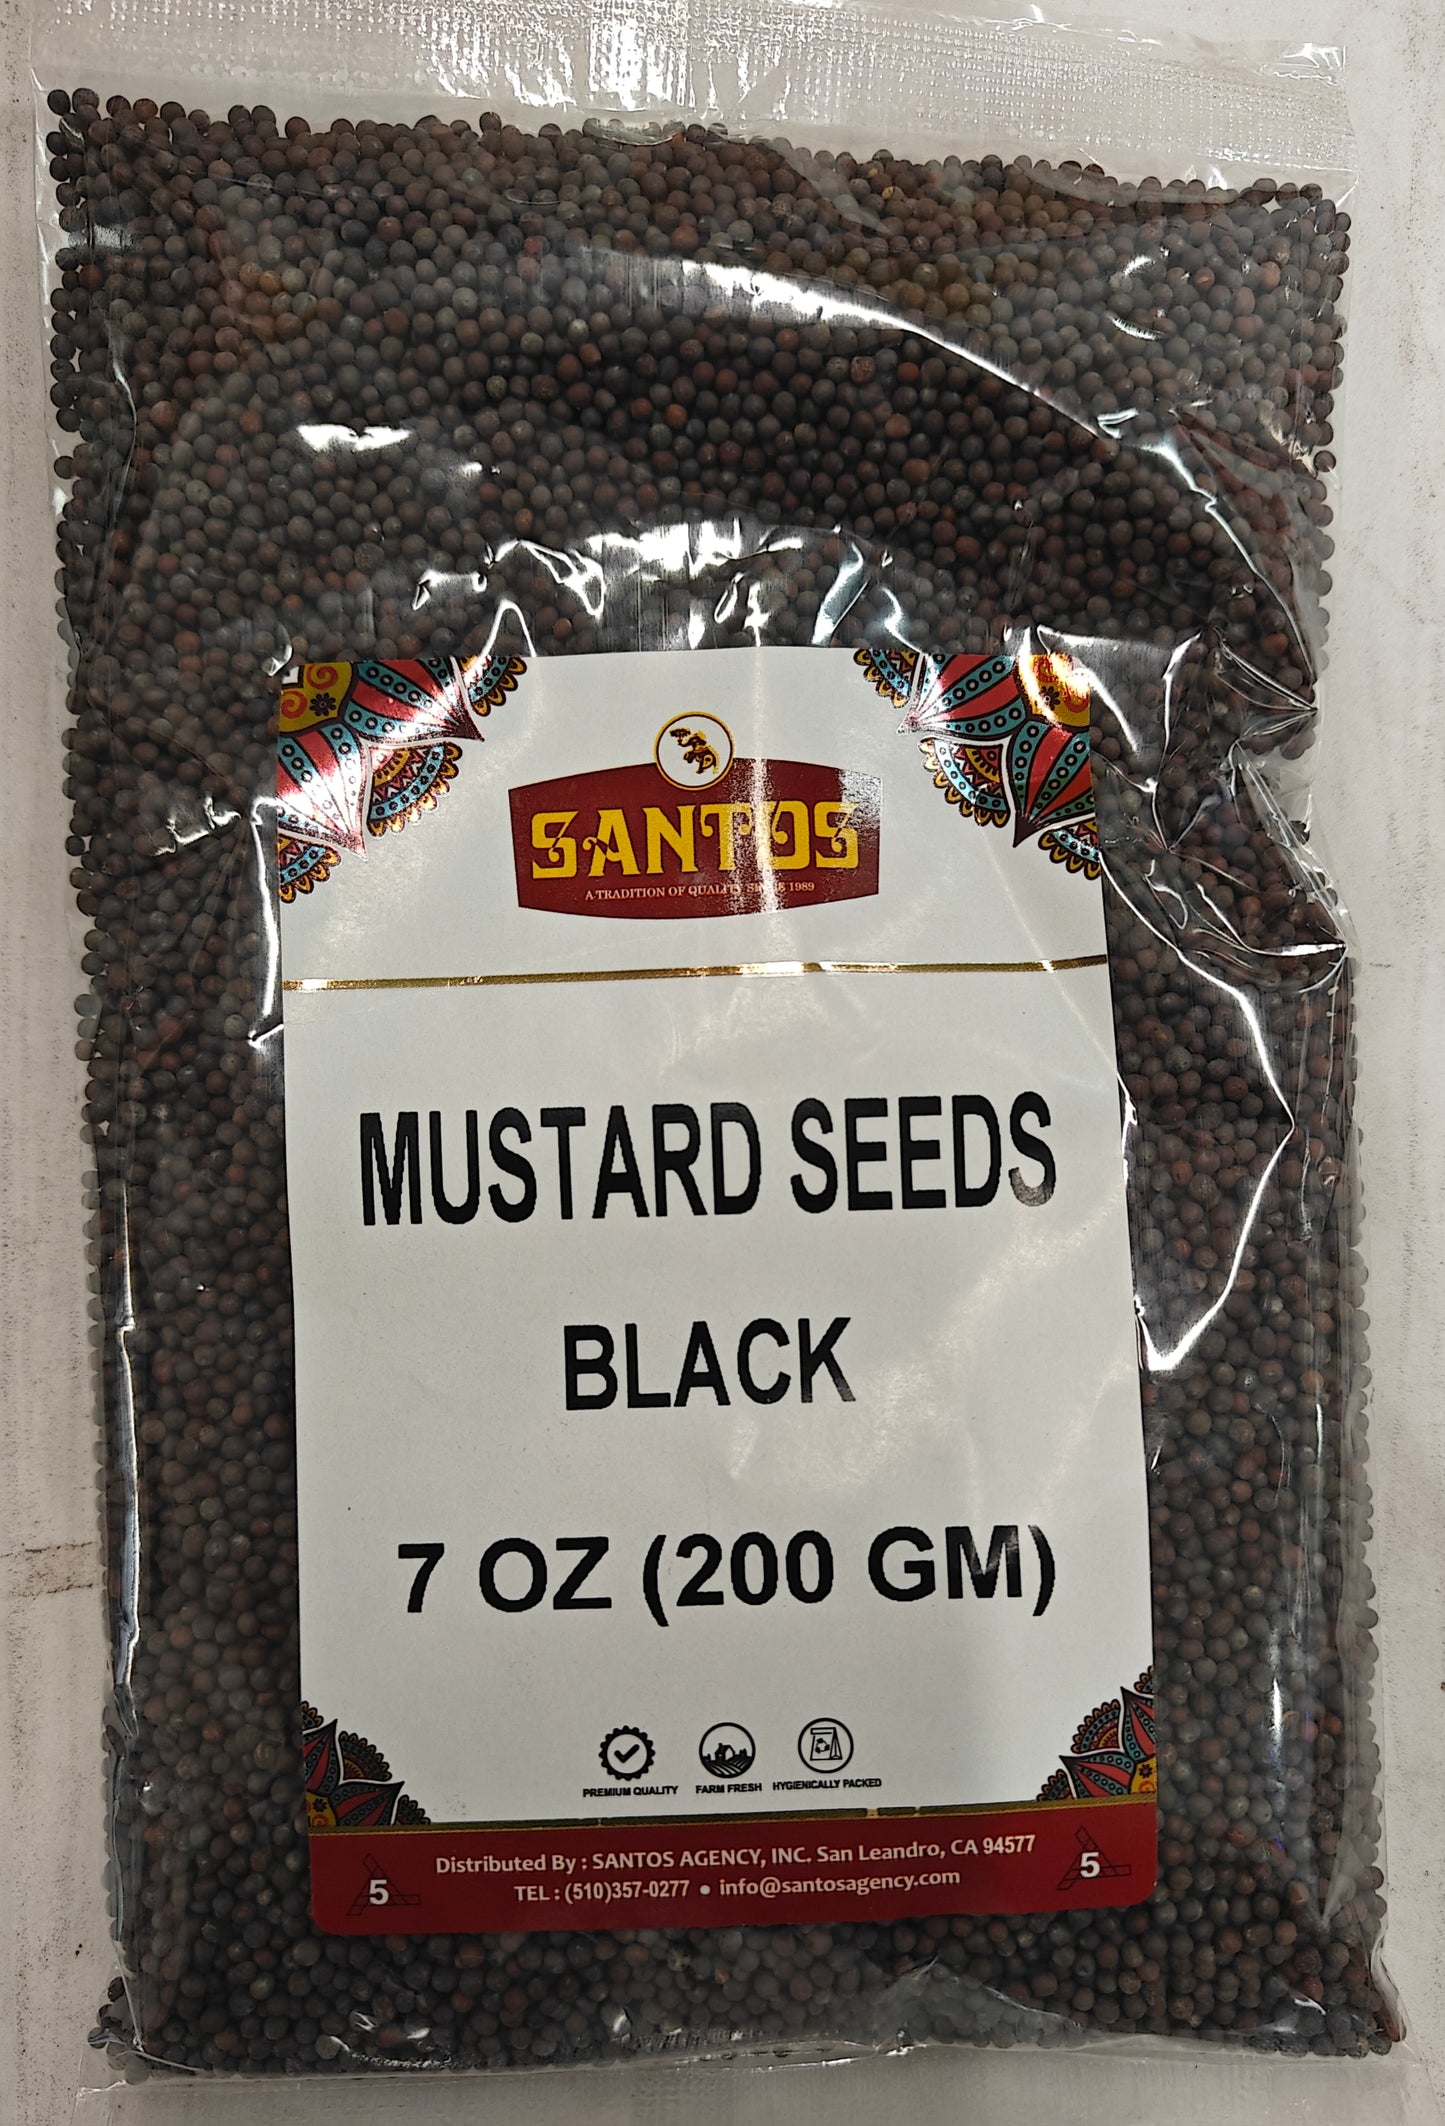 SANTOS
A TRADITION OF QUALITY SINCE 1989
MUSTARD SEEDS
BLACK
7 OZ (200 GM)
PREMIUM QUALITY
FARM FRESH
HYGIENICALLY PACKED
Distributed By : SANTOS AGENCY, INC. San Leandro, CA 94577
TEL : (510)357-0277 • info@santosagency.com
5
5